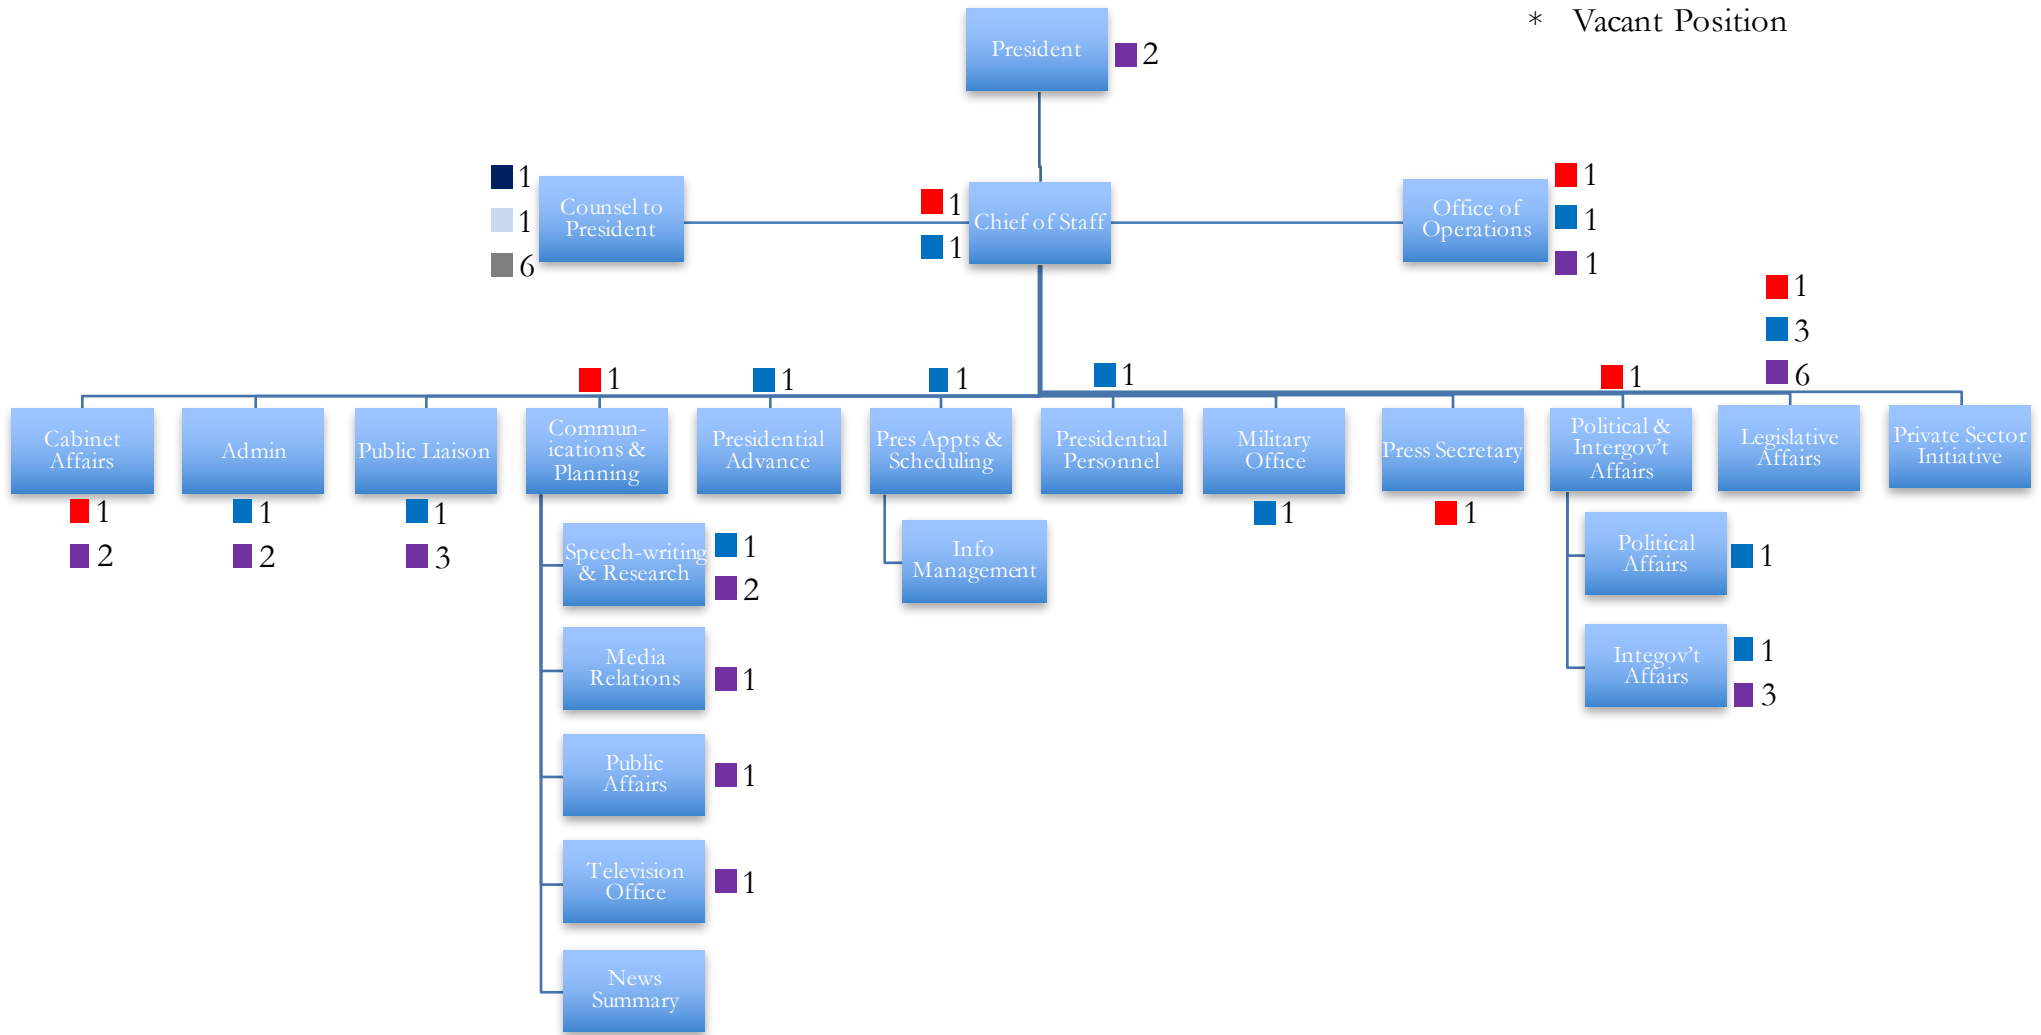 * Vacant Position
President
2
1
1
6
Counsel to
President
1
1
Chief of Staff
Office of
Operations
1
1
1
1
3
6
1
1
1
1
1
Cabinet
Affairs
Admin
Public Liaison
Commun-
ications &
Planning
Presidential
Advance
Pres Appts &
Scheduling
Presidential
Personnel
Military
Office
Press Secretary
Political &
Intergov't
Affairs
Legislative
Affairs
Private Sector
Initiative
1
2
1
2
1
3
1
1
Speech-writing
& Research
1
2
Info
Management
Political
Affairs
1
Media
Relations
1
Integov't
Affairs
1
3
Public
Affairs
1
Television
Office
1
News
Summary